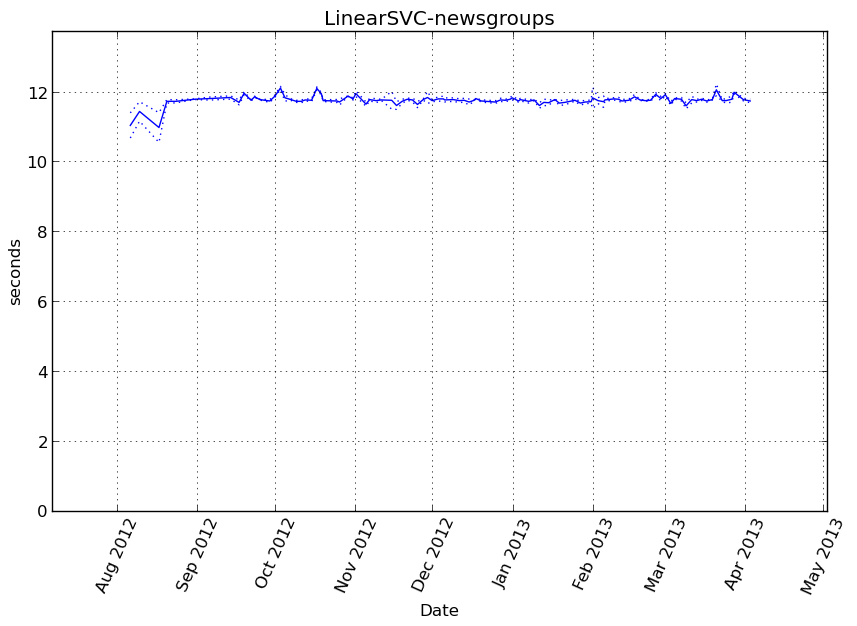 LinearSVC-newsgroups
12
10
8
6
4
2
0
seconds
Aug 2012
Sep 2012
Oct 2012
Nov 2012
Dec 2012
Jan 2013
Feb 2013
Mar 2013
Apr 2013
May 2013
Date